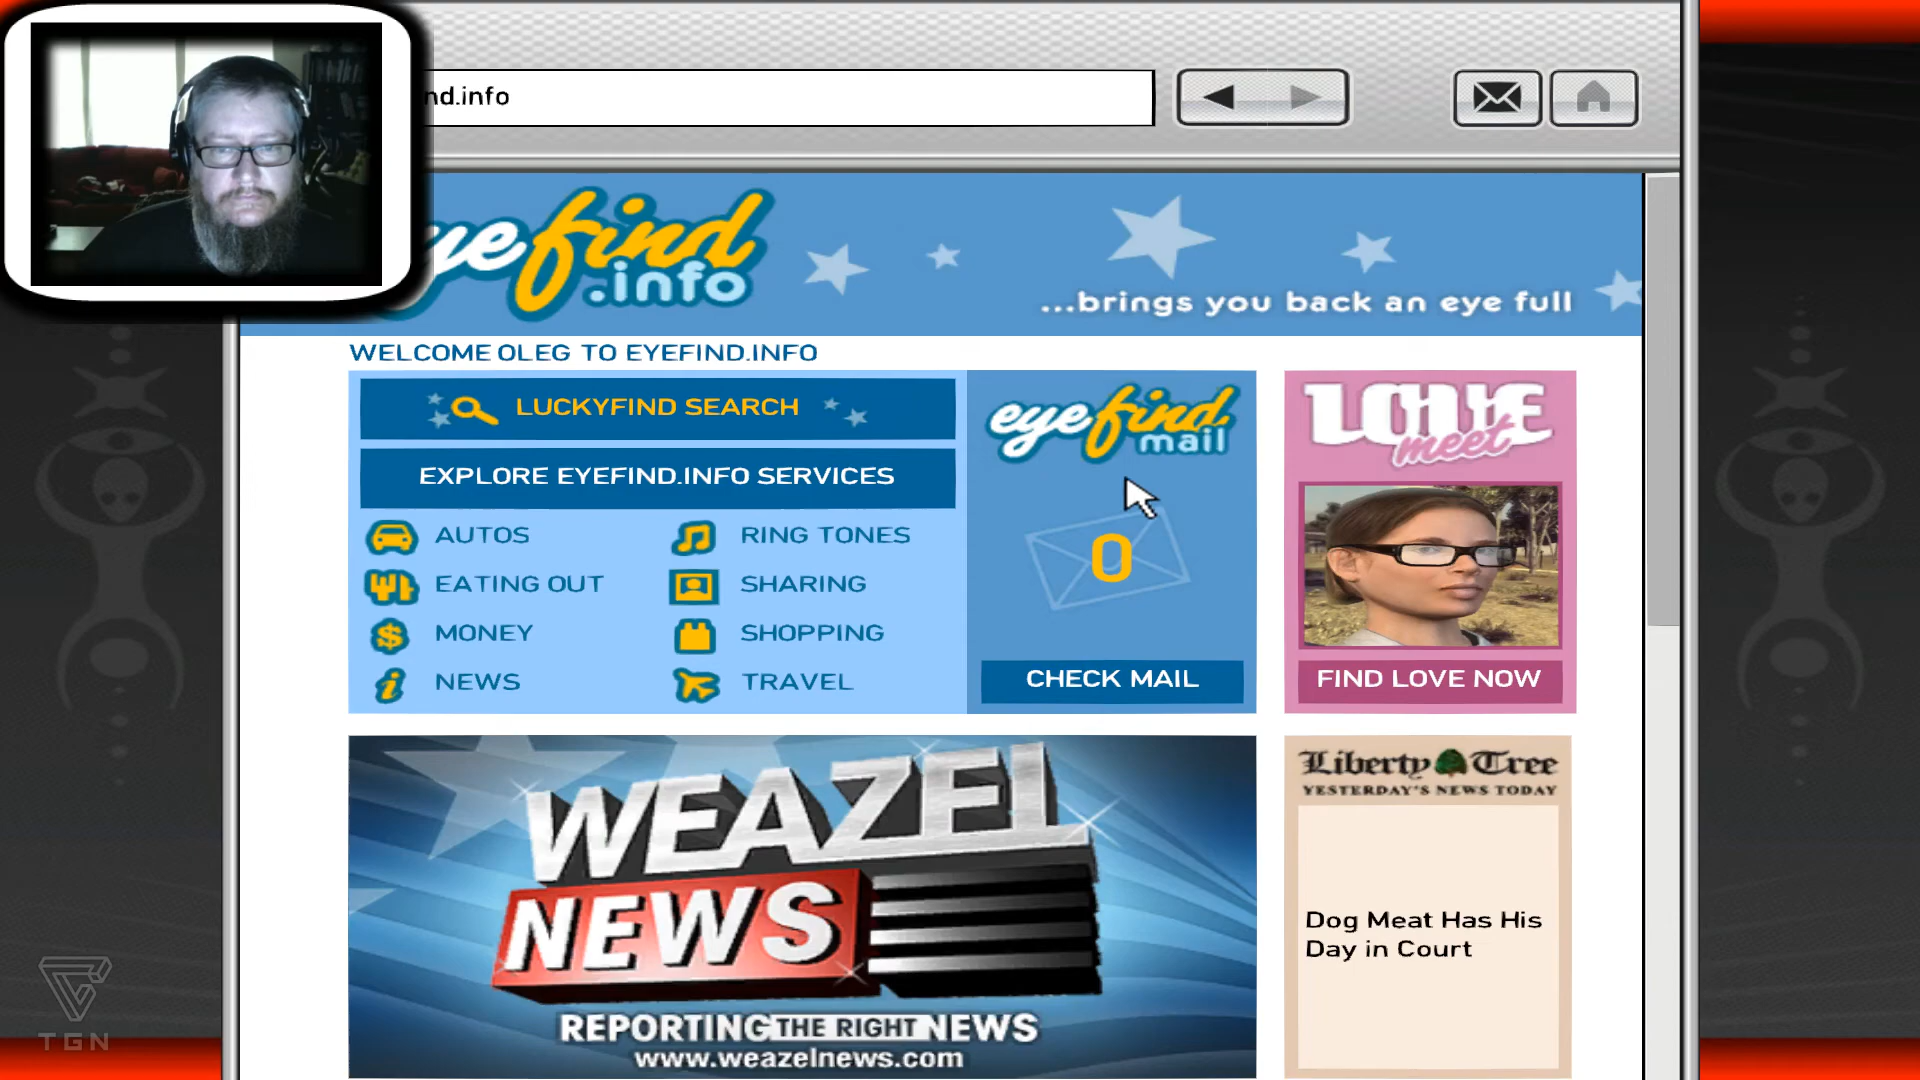 nd.info
eyefind
.info
...brings you back an eye full
WELCOME OLEG TO EYEFIND.INFO
LUCKYFIND SEARCH
EXPLORE EYEFIND.INFO SERVICES
AUTOS
RING TONES
EATING OUT
SHARING
MONEY
SHOPPING
NEWS
TRAVEL
eyefind
mail
0
CHECK MAIL
LOVE
meet
FIND LOVE NOW
WEAZEL
NEWS
REPORTING THE RIGHT NEWS
www.weazelnews.com
Liberty Tree
YESTERDAY'S NEWS TODAY
Dog Meat Has His
Day in Court
TGN